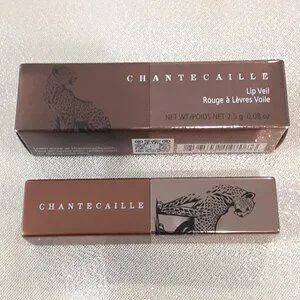 CHANTECAILLE
Lip Veil
Rouge à Lèvres Voile
NET WT/POIDS NET 2.5 g 0.08 oz
CHANTECAILLE